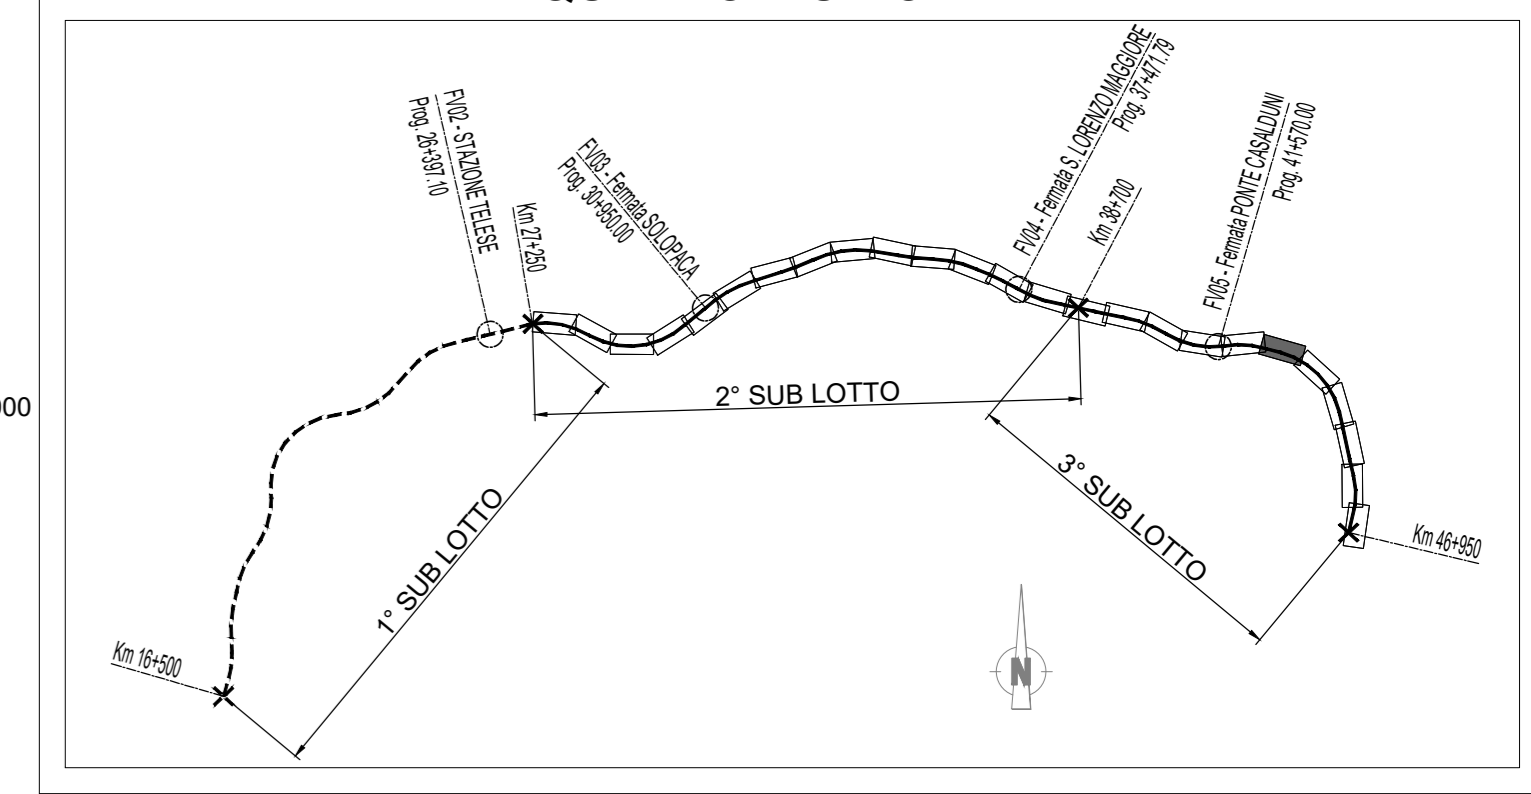 FV02 - STAZIONE TELESE
Prog. 26+397.10
Km 27+250
FV03 - Fermata SOLOPACA
Prog. 30+950.00
FV04 - Fermata S. LORENZO MAGGIORE
Prog. 37+471.79
Km 38+700
FV05 - Fermata PONTE CASALDUNI
Prog. 41+570.00
2° SUB LOTTO
1° SUB LOTTO
3° SUB LOTTO
Km 46+950
Km 16+500
N